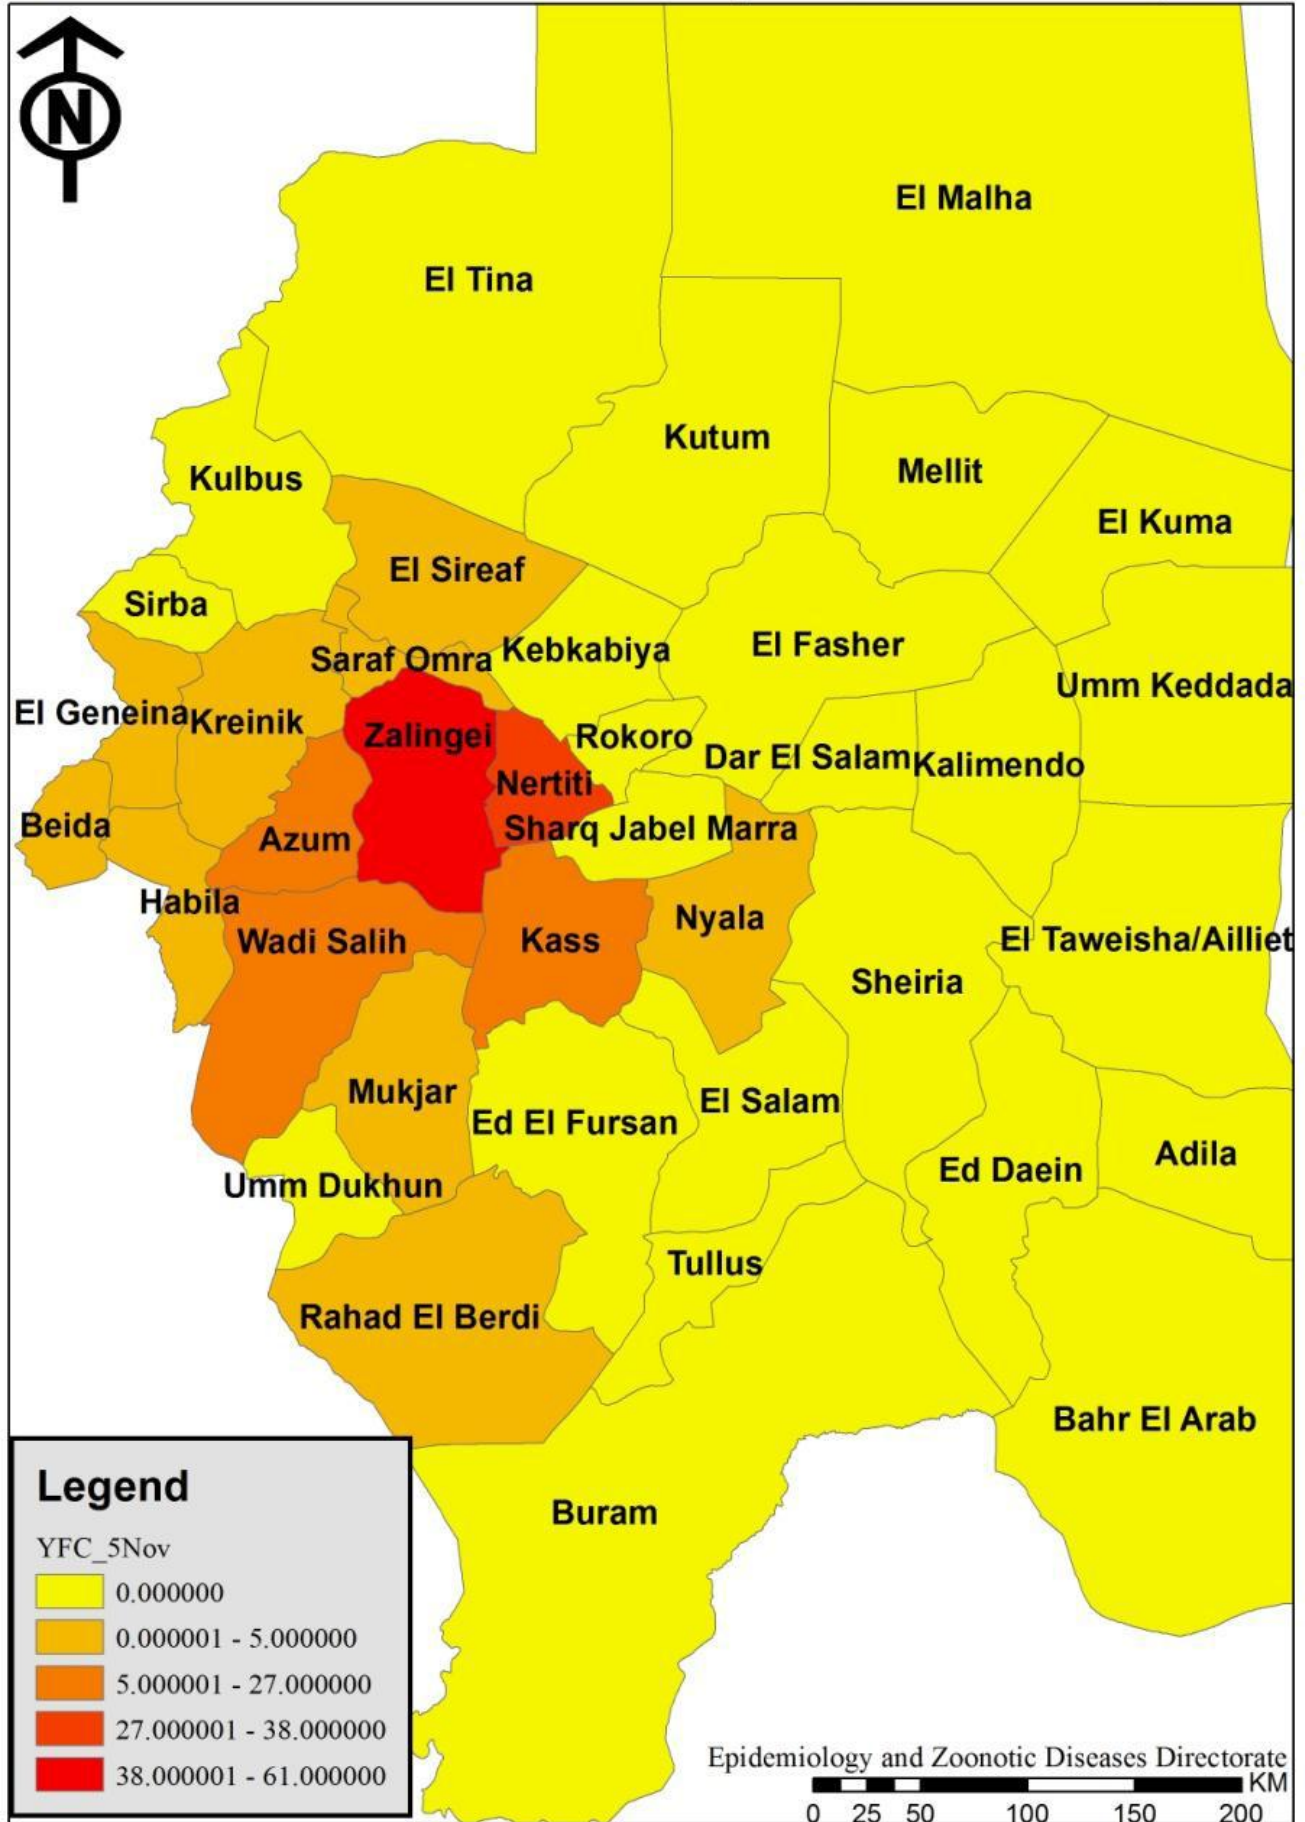 N
El Malha
El Tina
Kutum
Mellit
Kulbus
El Kuma
El Sireaf
Sirba
Kebkabiya
El Fasher
Saraf Omra
Umm Keddada
El Geneina
Kreinik
Zalingei
Rokoro
Dar El Salam
Kalimendo
Nertiti
Beida
Azum
Sharq Jabel Marra
Habila
Nyala
Wadi Salih
Kass
El Taweisha/Ailliet
Sheiria
Mukjar
El Salam
Ed El Fursan
Adila
Ed Daein
Umm Dukhun
Tullus
Rahad El Berdi
Bahr El Arab
Buram
Legend
YFC_5Nov
0.000000
0.000001 - 5.000000
5.000001 - 27.000000
27.000001 - 38.000000
38.000001 - 61.000000
Epidemiology and Zoonotic Diseases Directorate
KM
0 25 50 100 150 200